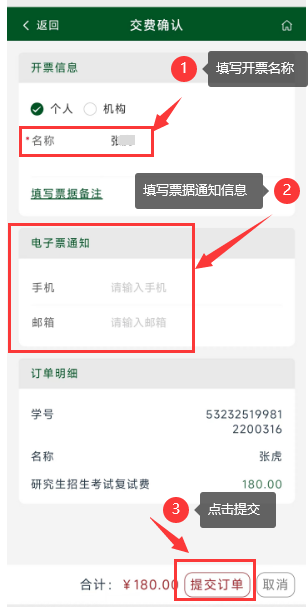 返回
交费确认
开票信息
1
填写开票名称
个人
机构
*名称
张
填写票据备注
填写票据通知信息
2
电子票通知
手机
请输入手机
邮箱
请输入邮箱
订单明细
学号
53232519981
2200316
名称
张虎
研究生招生考试复试费
180.00
3
点击提交
合计：¥180.00
提交订单
取消